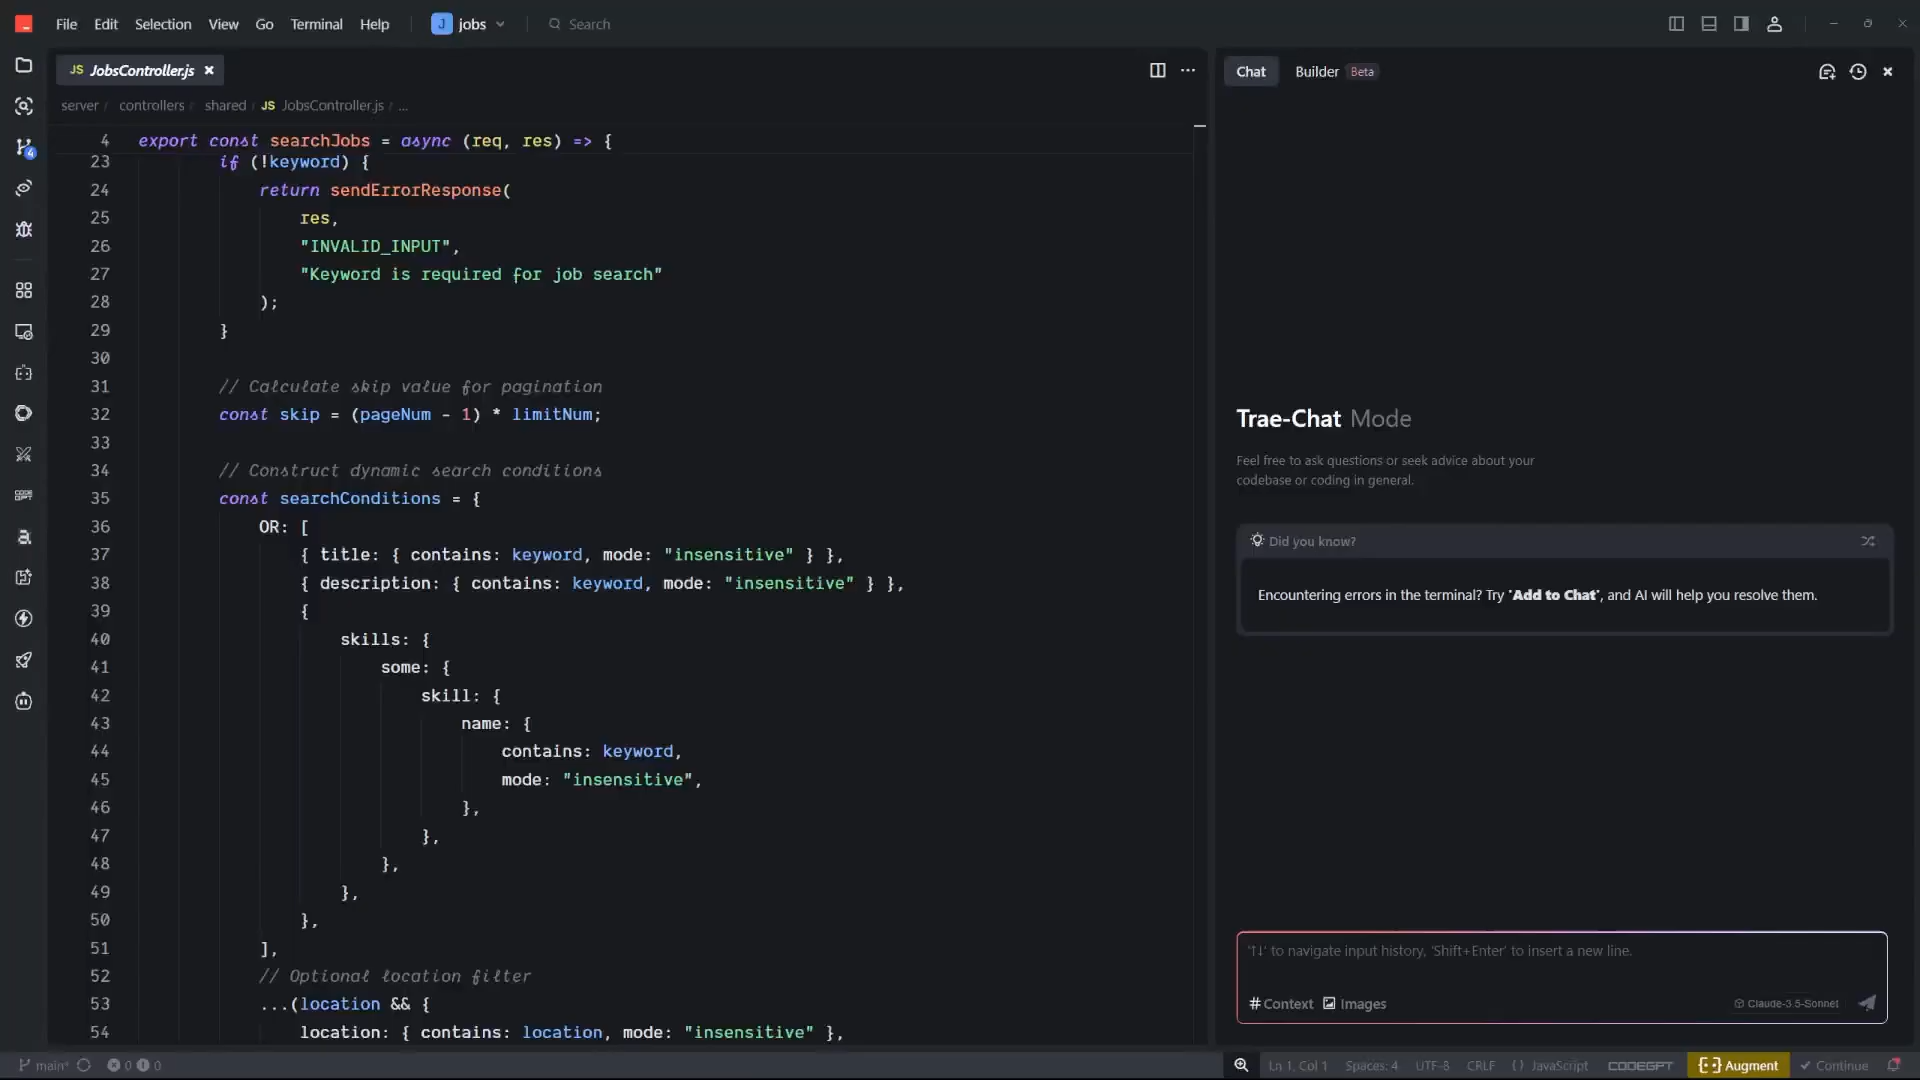 File Edit Selection View Go Terminal Help J jobs Search
JS JobsController.js
server / controllers / shared / JS JobsController.js / ...
4 export const searchJobs = async (req, res) => {
23 if (!keyword) {
24 return sendErrorResponse(
25 res,
26 "INVALID_INPUT",
27 "Keyword is required for job search"
28 );
29 }
30
31 // Calculate skip value for pagination
32 const skip = (pageNum - 1) * limitNum;
33
34 // Construct dynamic search conditions
35 const searchConditions = {
36 OR: [
37 { title: { contains: keyword, mode: "insensitive" } },
38 { description: { contains: keyword, mode: "insensitive" } },
39 {
40 skills: {
41 some: {
42 skill: {
43 name: {
44 contains: keyword,
45 mode: "insensitive",
46 },
47 },
48 },
49 },
50 },
51 ],
52 // Optional location filter
53 ...(location && {
54 location: { contains: location, mode: "insensitive" },
Chat Builder Beta
Trae-Chat Mode
Feel free to ask questions or seek advice about your
codebase or coding in general.
Did you know?
Encountering errors in the terminal? Try "Add to Chat", and AI will help you resolve them.
'↑↓' to navigate input history, 'Shift+Enter' to insert a new line.
# Context Images Claude-3.5-Sonnet
4
main* 0 0 Ln 1, Col 1 Spaces: 4 UTF-8 CRLF { } JavaScript CODEGPT Augment Continue